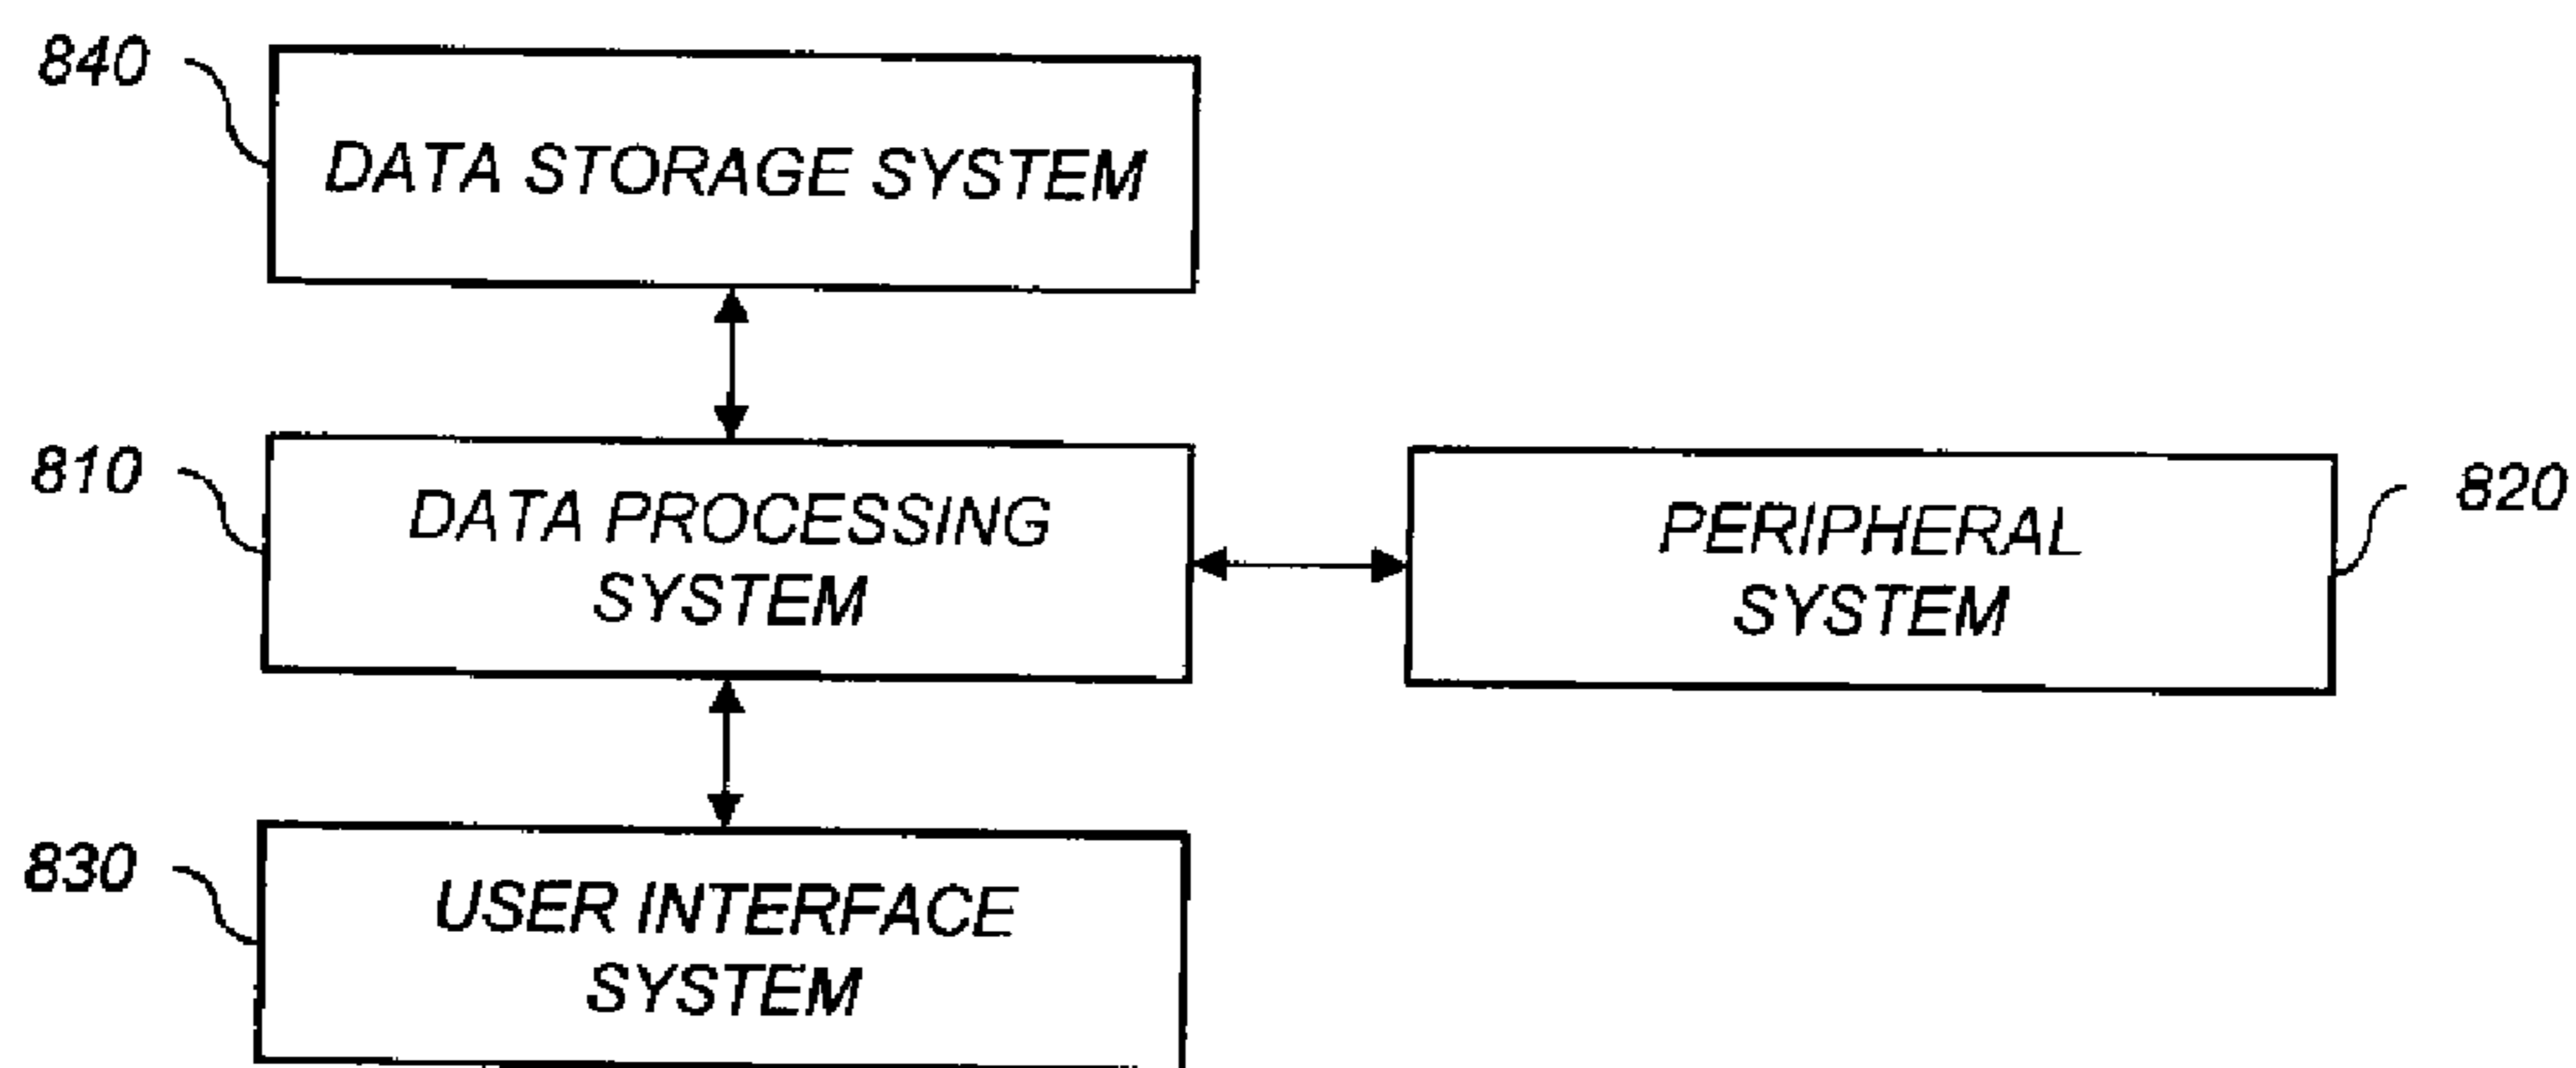 840
DATA STORAGE SYSTEM
810
DATA PROCESSING
SYSTEM
PERIPHERAL
SYSTEM
820
830
USER INTERFACE
SYSTEM